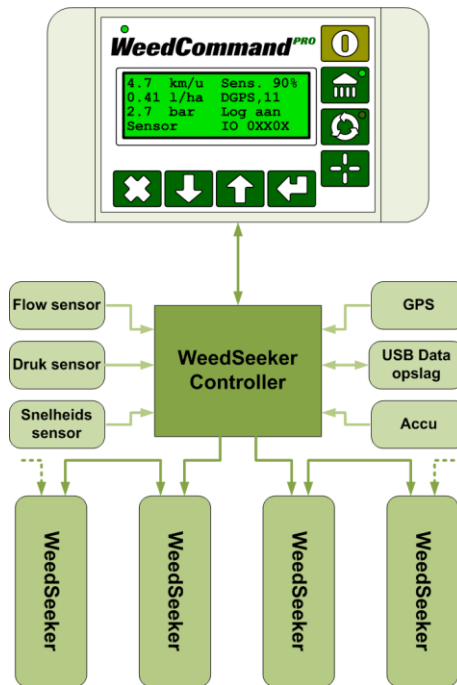 WeedCommand PRO
4.7 km/u Sens. 90%
0.41 l/ha DGPS,11
2.7 bar Log aan
Sensor IO 0XX0X
Flow sensor
GPS
WeedSeeker
Controller
Druk sensor
USB Data
opslag
Snelheids
sensor
Accu
WeedSeeker
WeedSeeker
WeedSeeker
WeedSeeker